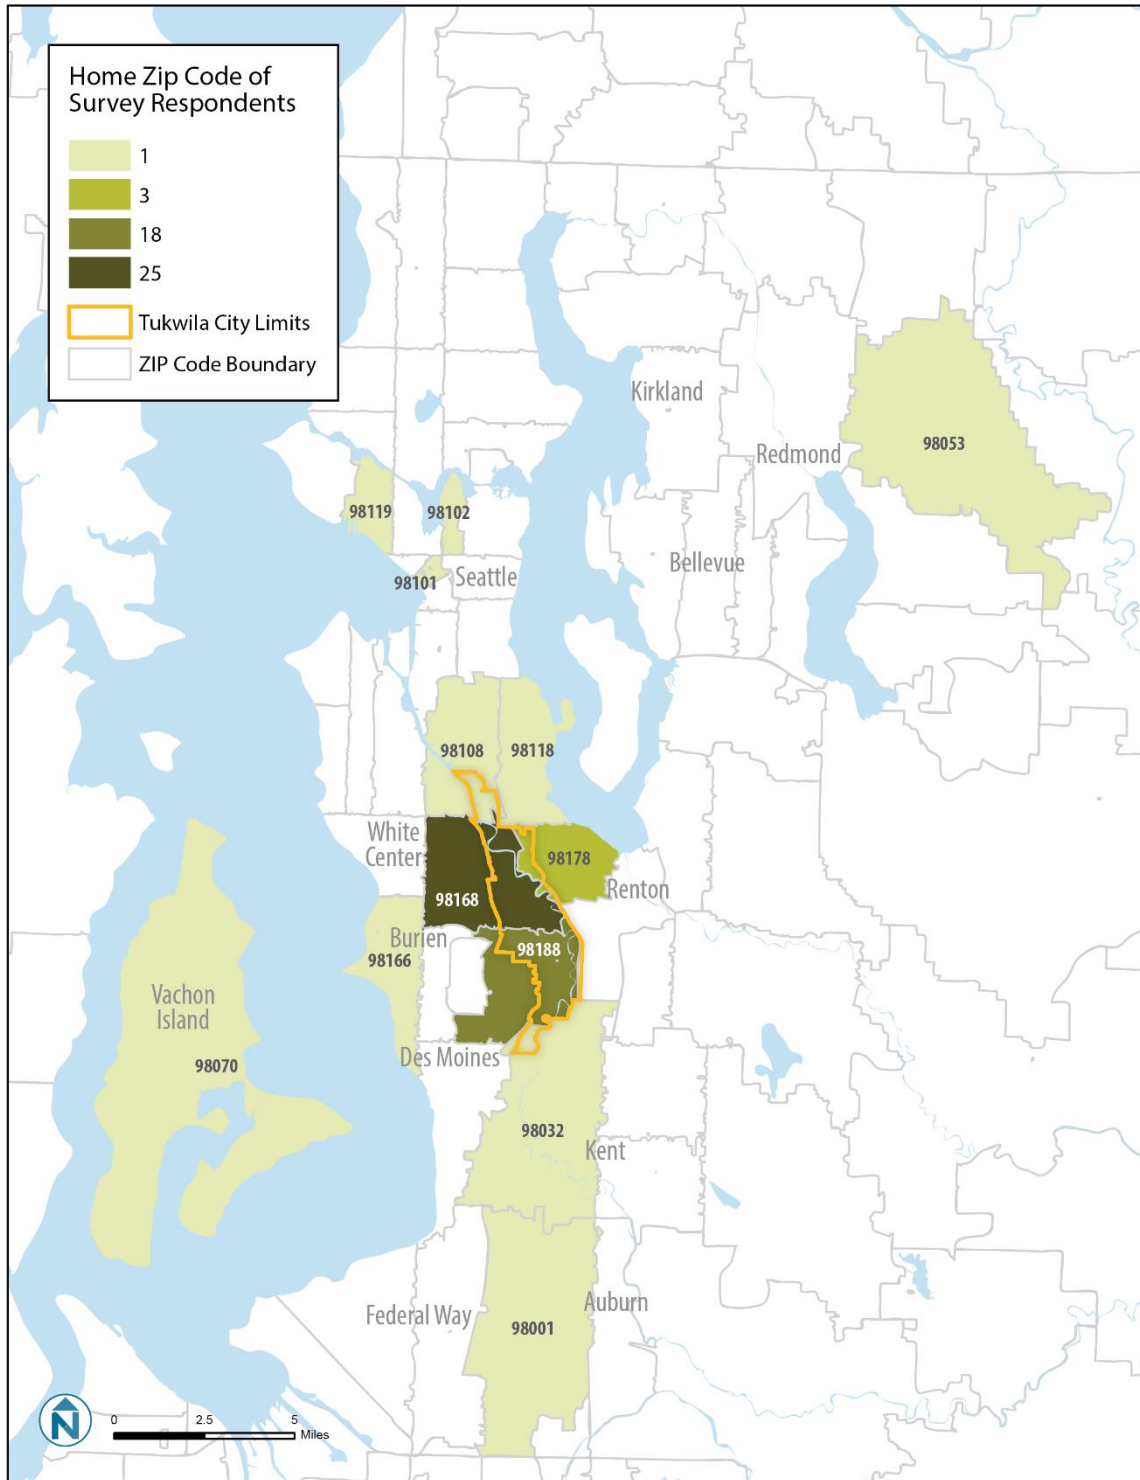 Home Zip Code of
Survey Respondents
1
3
18
25
Tukwila City Limits
ZIP Code Boundary
Kirkland
98053
Redmond
98119
98102
Bellevue
98101
Seattle
98108
98118
White
Center
98178
Renton
98168
Burien
98188
98166
Vachon
Island
Des Moines
98070
98032
Kent
Auburn
Federal Way
98001
N
0
2.5
5
Miles